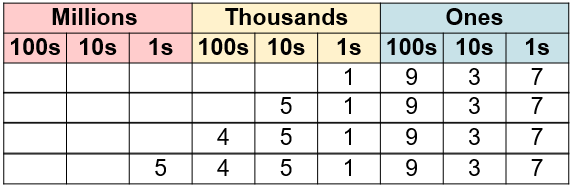 Millions Thousands Ones
100s 10s 1s 100s 10s 1s 100s 10s 1s
1 9 3 7
5 1 9 3 7
4 5 1 9 3 7
5 4 5 1 9 3 7